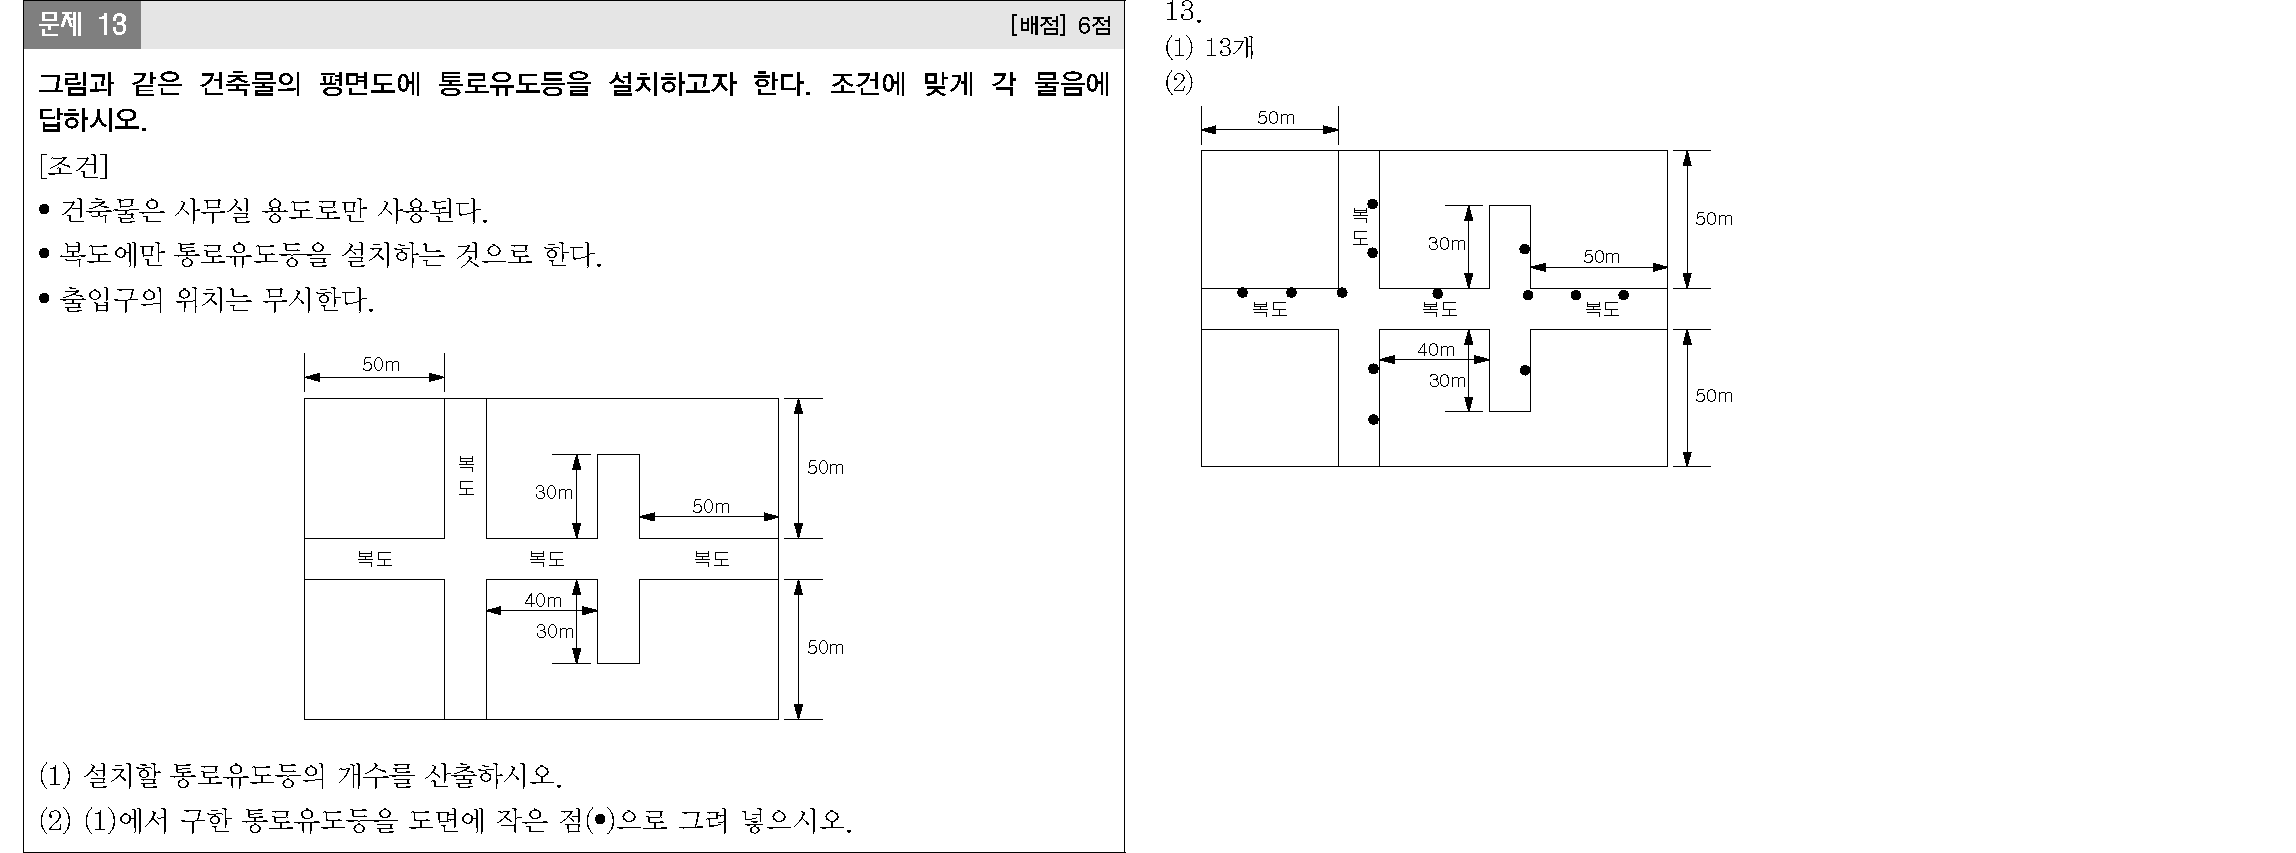 문제 13 [배점] 6점
그림과 같은 건축물의 평면도에 통로유도등을 설치하고자 한다. 조건에 맞게 각 물음에
답하시오.
[조건]
• 건축물은 사무실 용도로만 사용된다.
• 복도에만 통로유도등을 설치하는 것으로 한다.
• 출입구의 위치는 무시한다.
50m
복도
30m
50m
50m
복도
복도
복도
40m
30m
50m
(1) 설치할 통로유도등의 개수를 산출하시오.
(2) (1)에서 구한 통로유도등을 도면에 작은 점(•)으로 그려 넣으시오.
13.
(1) 13개
(2)
50m
복도
30m
50m
50m
복도
복도
복도
40m
30m
50m